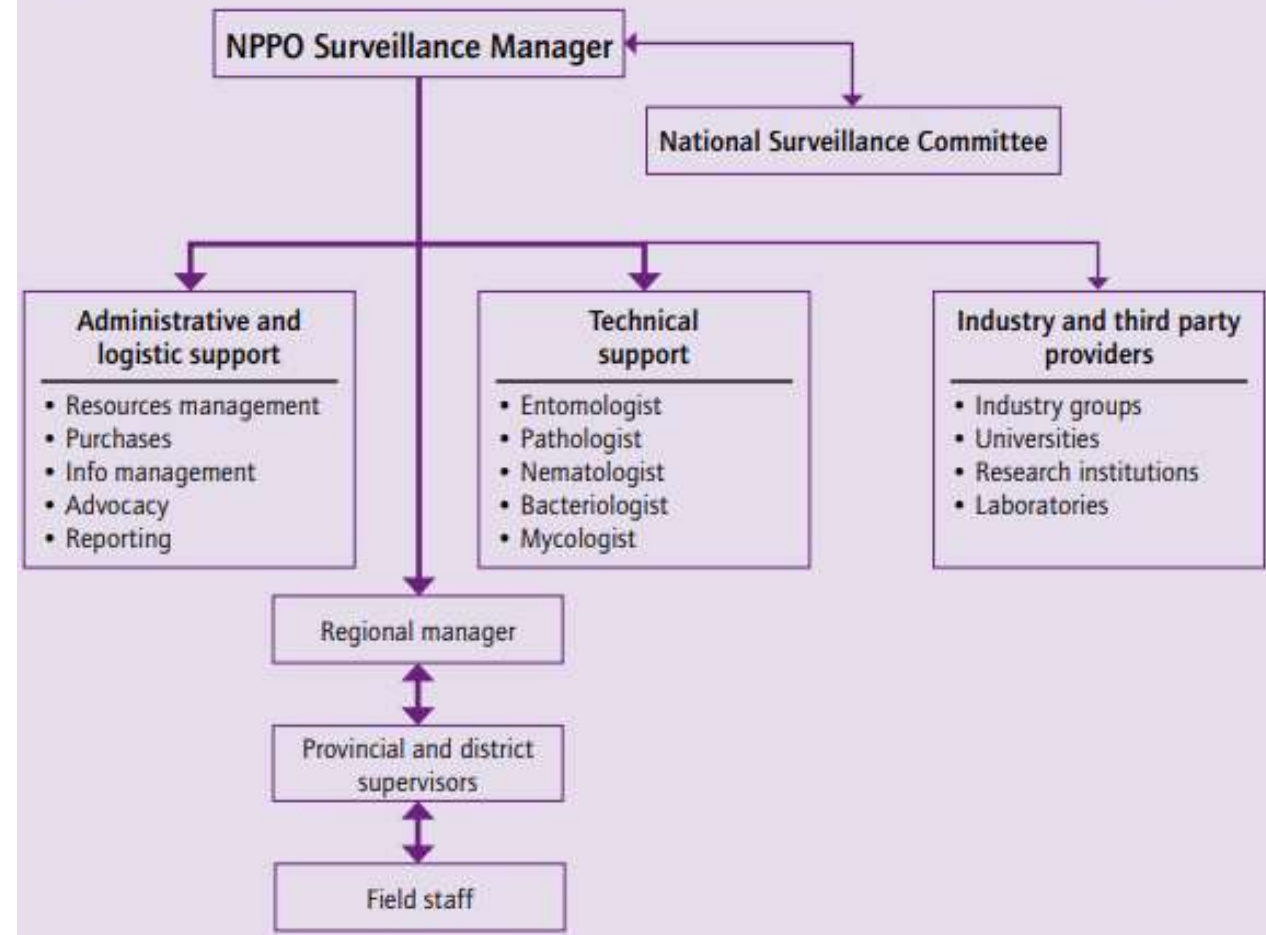 NPPO Surveillance Manager
National Surveillance Committee
Administrative and
logistic support
• Resources management
• Purchases
• Info management
• Advocacy
• Reporting
Technical
support
• Entomologist
• Pathologist
• Nematologist
• Bacteriologist
• Mycologist
Industry and third party
providers
• Industry groups
• Universities
• Research institutions
• Laboratories
Regional manager
Provincial and district
supervisors
Field staff